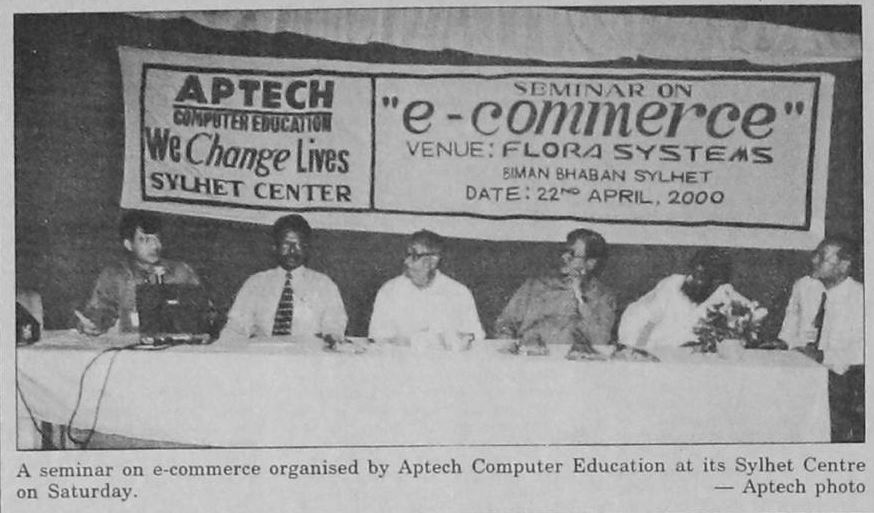 APTECH
COMPUTER EDUCATION
We Change Lives
SYLHET CENTER
SEMINAR ON
"e-commerce"
VENUE: FLORA SYSTEMS
BIMAN BHABAN SYLHET
DATE: 22ND APRIL, 2000
A seminar on e-commerce organised by Aptech Computer Education at its Sylhet Centre
on Saturday. — Aptech photo